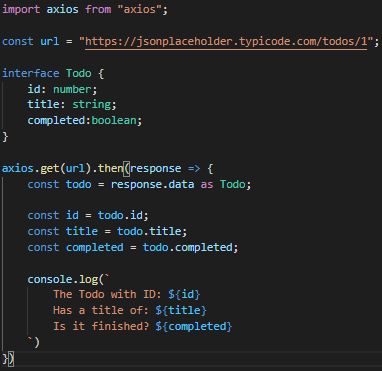 import axios from "axios";
const url = "https://jsonplaceholder.typicode.com/todos/1";
interface Todo {
    id: number;
    title: string;
    completed:boolean;
}
axios.get(url).then(response => {
    const todo = response.data as Todo;
    const id = todo.id;
    const title = todo.title;
    const completed = todo.completed;
    console.log(`
        The Todo with ID: ${id}
        Has a title of: ${title}
        Is it finished? ${completed}
    `)
})